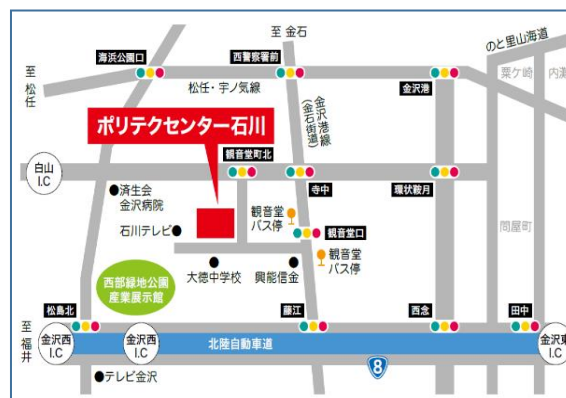 至 金石
海浜公園口
西警察署前
のと里山海道
至 松任
松任・宇ノ気線
金沢港線
(金石街道)
金沢港
粟ケ崎
内灘
ポリテクセンター石川
観音堂町北
白山
I.C
寺中
環状鞍月
済生会
金沢病院
石川テレビ
観音堂
バス停
観音堂口
問屋町
大徳中学校
興能信金
観音堂
バス停
西部緑地公園
産業展示館
松島北
藤江
西念
田中
至 福井
金沢西
I.C
金沢西
I.C
北陸自動車道
金沢東
I.C
テレビ金沢
8